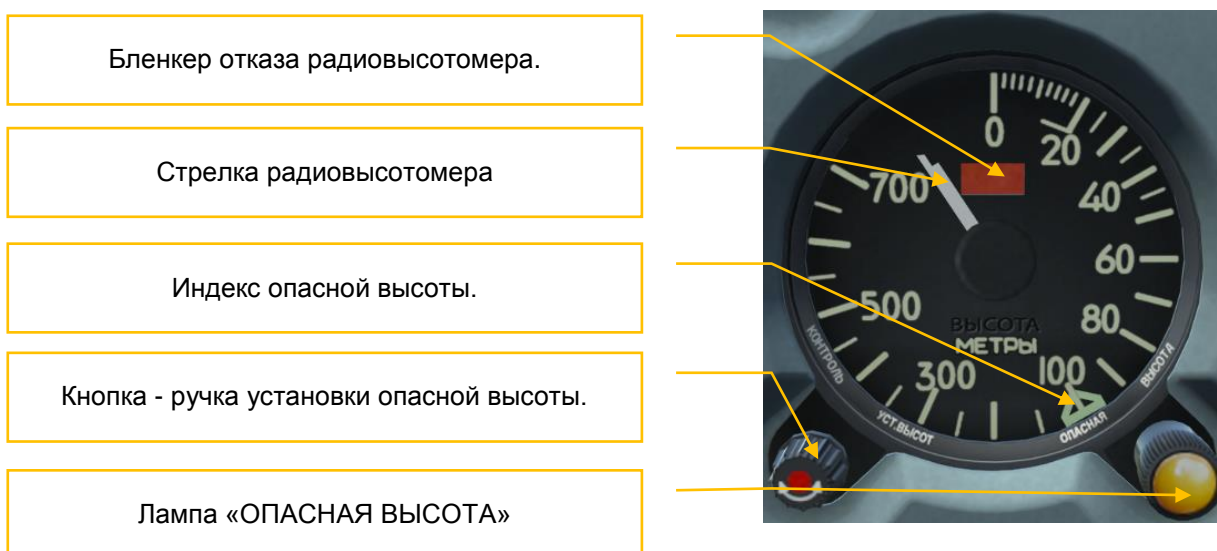 Бленкер отказа радиовысотомера.
Стрелка радиовысотомера
Индекс опасной высоты.
Кнопка - ручка установки опасной высоты.
Лампа «ОПАСНАЯ ВЫСОТА»
0
20
40
60
80
100
300
500
700
ВЫСОТА
МЕТРЫ
КОНТРОЛЬ
УСТ.ВЫСОТ
ОПАСНАЯ
ВЫСОТА